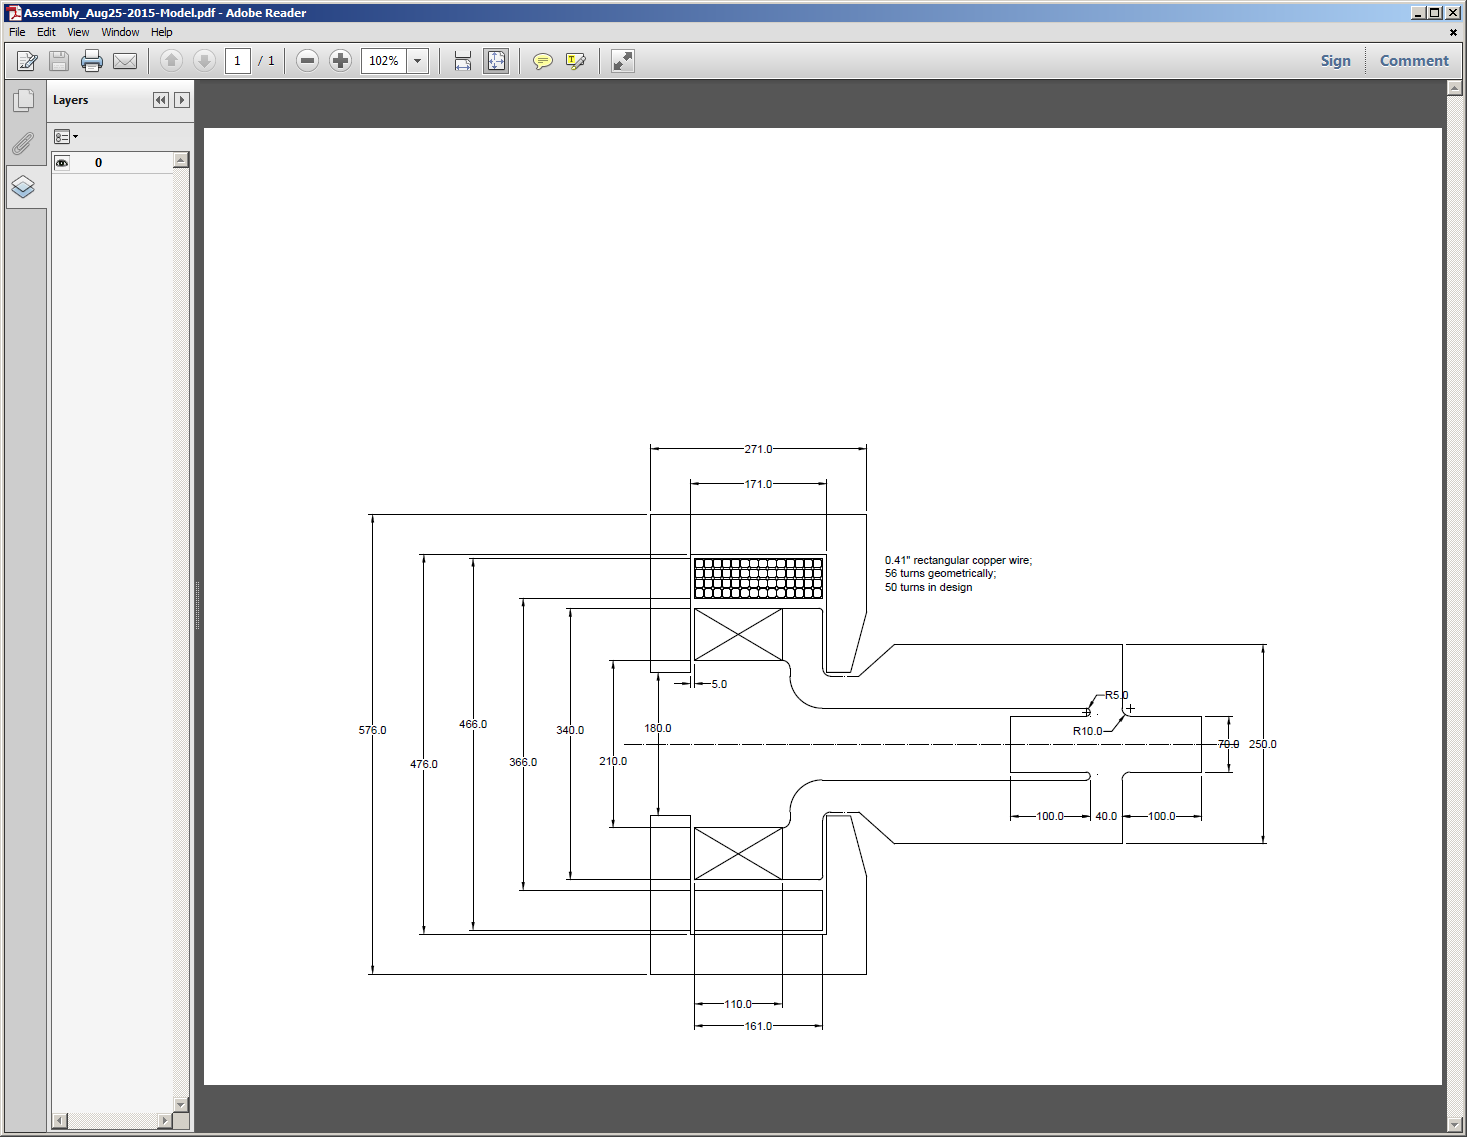 Assembly_Aug25-2015-Model.pdf - Adobe Reader
File Edit View Window Help
1 / 1 102% Sign Comment
Layers
0
271.0
171.0
0.41" rectangular copper wire;
56 turns geometrically;
50 turns in design
5.0
R5.0
466.0
180.0
576.0
340.0
R10.0
70.0
250.0
476.0
366.0
210.0
100.0
40.0
100.0
110.0
161.0